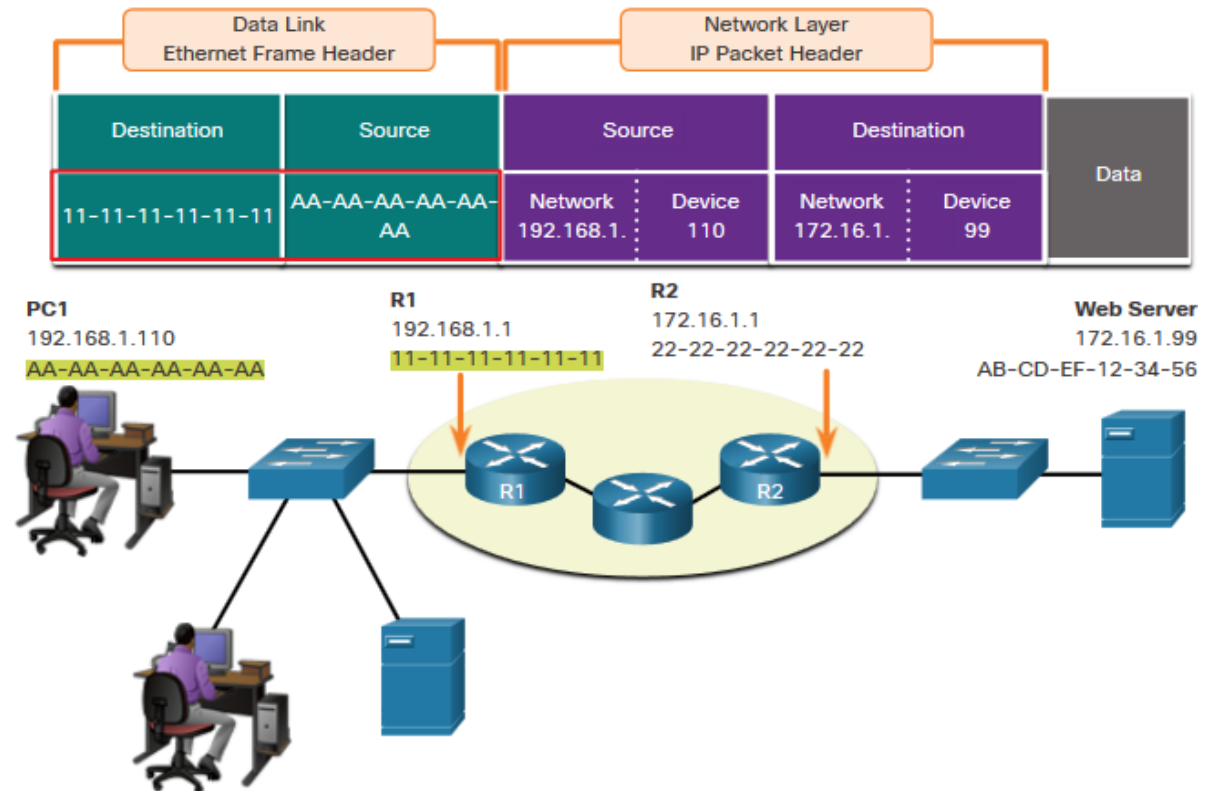 Data Link
Ethernet Frame Header
Network Layer
IP Packet Header
Destination
Source
Source
Destination
Data
11-11-11-11-11-11
AA-AA-AA-AA-AA-
AA
Network
192.168.1.
Device
110
Network
172.16.1.
Device
99
PC1
192.168.1.110
AA-AA-AA-AA-AA-AA
R1
192.168.1.1
11-11-11-11-11-11
R2
172.16.1.1
22-22-22-22-22-22
Web Server
172.16.1.99
AB-CD-EF-12-34-56
R1
R2